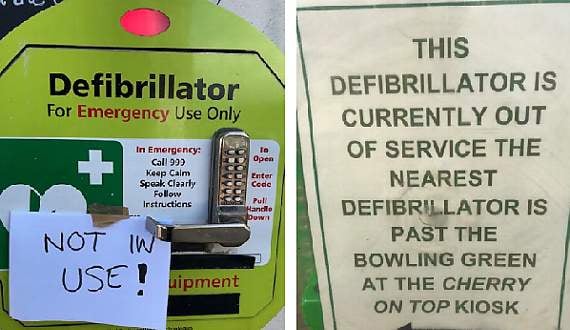 Defibrillator
For Emergency Use Only
In Emergency:
Call 999
Keep Calm
Speak Clearly
Follow
Instructions
To
Open
Enter
Code
Pull
Handle
Down
NOT IN
USE!
quipment
THIS
DEFIBRILLATOR IS
CURRENTLY OUT
OF SERVICE THE
NEAREST
DEFIBRILLATOR IS
PAST THE
BOWLING GREEN
AT THE CHERRY
ON TOP KIOSK